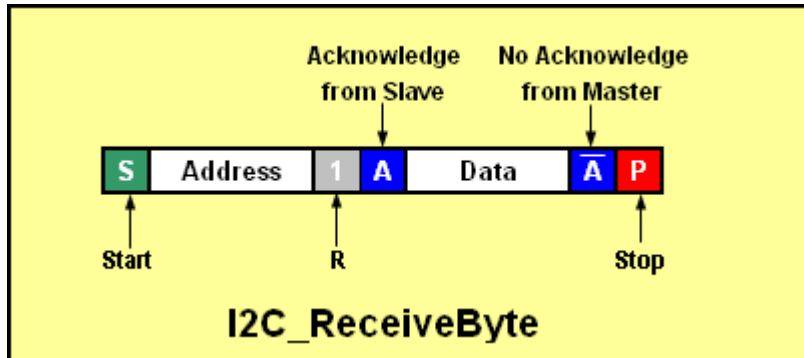 Acknowledge No Acknowledge
from Slave from Master
S Address 1 A Data A̅ P
Start R Stop
I2C_ReceiveByte